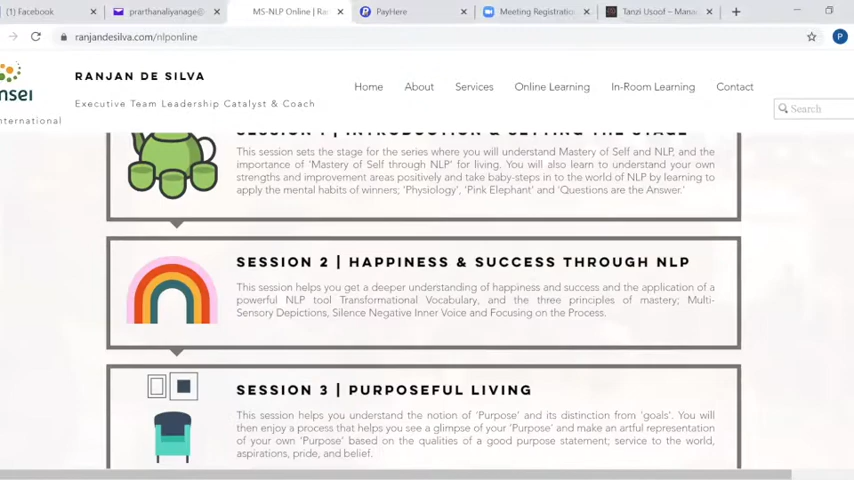 (1) Facebook
prarthanaliyanage@
MS-NLP Online | Ran
PayHere
Meeting Registratio
Tanzi Usoof – Mana
ranjandesilva.com/nlponline
P
nsei
nternational
RANJAN DE SILVA
Executive Team Leadership Catalyst & Coach
Home
About
Services
Online Learning
In-Room Learning
Contact
Search
SESSION 1 | INTRODUCTION & SETTING THE STAGE
This session sets the stage for the series where you will understand Mastery of Self and NLP, and the
importance of 'Mastery of Self through NLP' for living. You will also learn to understand your own
strengths and improvement areas positively and take baby-steps in to the world of NLP by learning to
apply the mental habits of winners; 'Physiology', 'Pink Elephant' and 'Questions are the Answer.'
SESSION 2 | HAPPINESS & SUCCESS THROUGH NLP
This session helps you get a deeper understanding of happiness and success and the application of a
powerful NLP tool Transformational Vocabulary, and the three principles of mastery; Multi-
Sensory Depictions, Silence Negative Inner Voice and Focusing on the Process.
SESSION 3 | PURPOSEFUL LIVING
This session helps you understand the notion of 'Purpose' and its distinction from 'goals'. You will
then enjoy a process that helps you see a glimpse of your 'Purpose' and make an artful representation
of your own 'Purpose' based on the qualities of a good purpose statement; service to the world,
aspirations, pride, and belief.